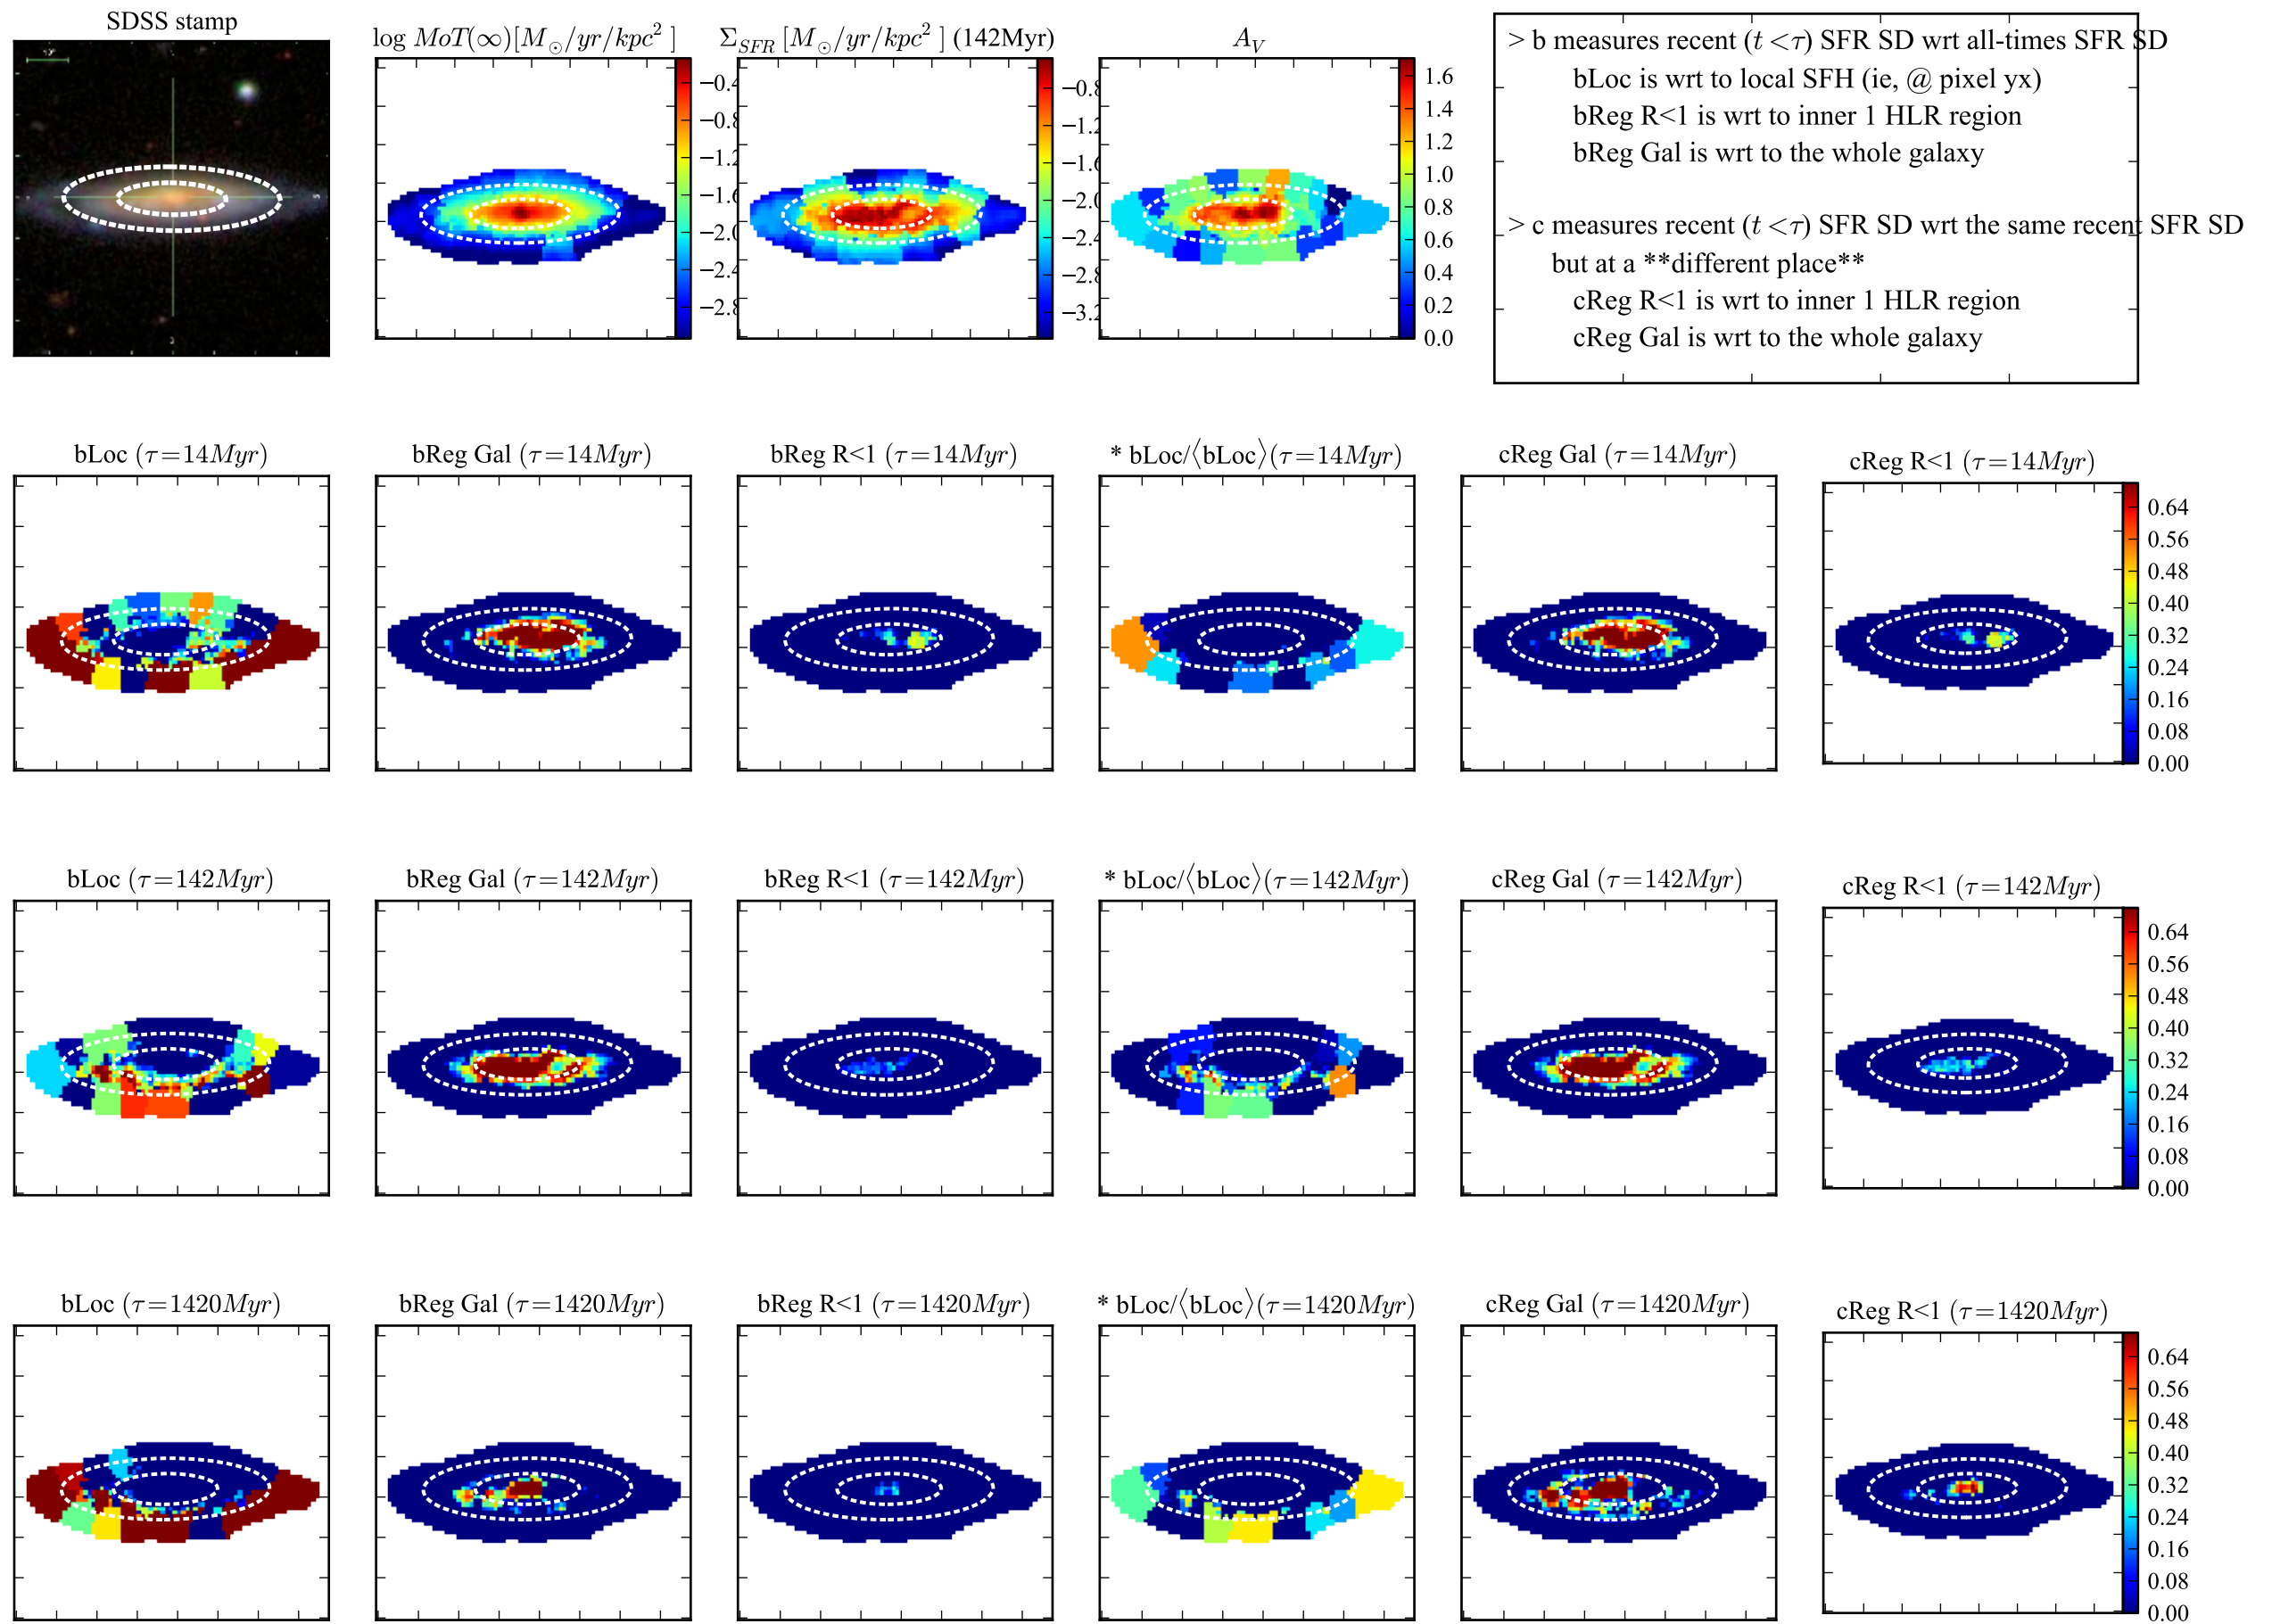 SDSS stamp
log MoT(∞)[M⊙/yr/kpc² ]
Σ_SFR [M⊙/yr/kpc² ] (142Myr)
A_V
−0.4
−0.8
−1.2
−1.6
−2.0
−2.4
−2.8
−0.8
−1.2
−1.6
−2.0
−2.4
−2.8
−3.2
1.6
1.4
1.2
1.0
0.8
0.6
0.4
0.2
0.0
> b measures recent (t <τ) SFR SD wrt all-times SFR SD
bLoc is wrt to local SFH (ie, @ pixel yx)
bReg R<1 is wrt to inner 1 HLR region
bReg Gal is wrt to the whole galaxy
> c measures recent (t <τ) SFR SD wrt the same recent SFR SD
but at a **different place**
cReg R<1 is wrt to inner 1 HLR region
cReg Gal is wrt to the whole galaxy
bLoc (τ=14Myr)
bReg Gal (τ=14Myr)
bReg R<1 (τ=14Myr)
* bLoc/⟨bLoc⟩(τ=14Myr)
cReg Gal (τ=14Myr)
cReg R<1 (τ=14Myr)
0.64
0.56
0.48
0.40
0.32
0.24
0.16
0.08
0.00
bLoc (τ=142Myr)
bReg Gal (τ=142Myr)
bReg R<1 (τ=142Myr)
* bLoc/⟨bLoc⟩(τ=142Myr)
cReg Gal (τ=142Myr)
cReg R<1 (τ=142Myr)
0.64
0.56
0.48
0.40
0.32
0.24
0.16
0.08
0.00
bLoc (τ=1420Myr)
bReg Gal (τ=1420Myr)
bReg R<1 (τ=1420Myr)
* bLoc/⟨bLoc⟩(τ=1420Myr)
cReg Gal (τ=1420Myr)
cReg R<1 (τ=1420Myr)
0.64
0.56
0.48
0.40
0.32
0.24
0.16
0.08
0.00